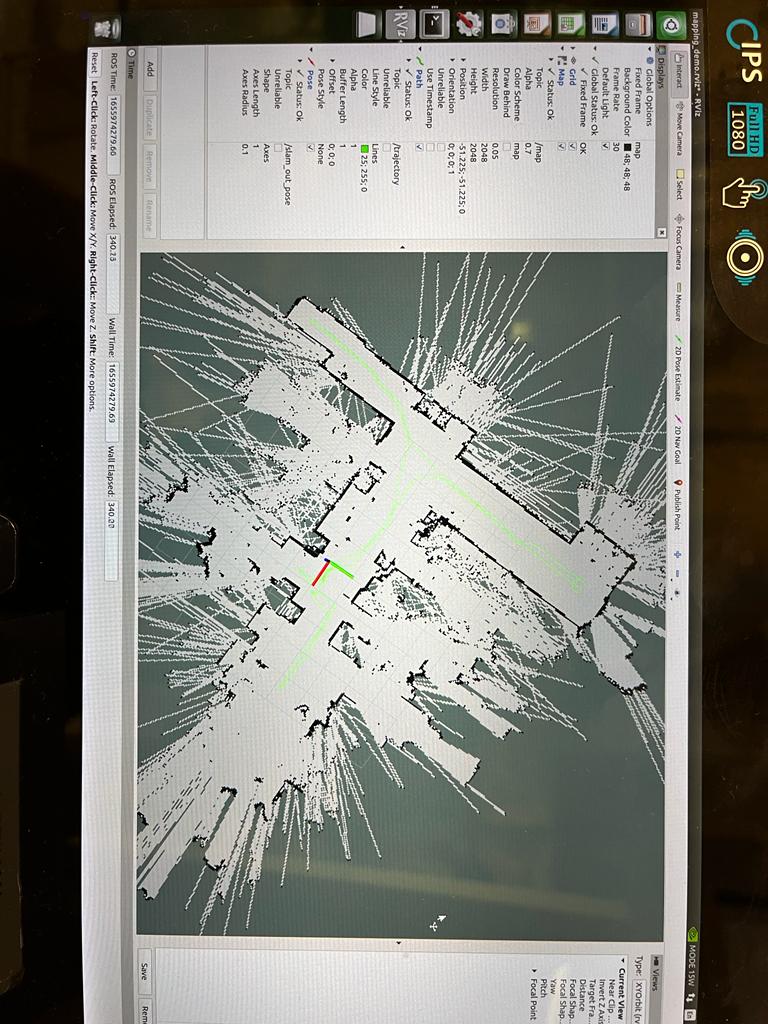 IPS
Full HD
1080
mapping_demo.rviz* - RViz
MODE 15W
En
Interact
Move Camera
Select
Focus Camera
Measure
2D Pose Estimate
2D Nav Goal
Publish Point
Displays
Global Options
Fixed Frame map
Background Color 48; 48; 48
Frame Rate 30
Default Light
Global Status: Ok
Fixed Frame OK
Grid
Map
Status: Ok
Topic /map
Alpha 0.7
Color Scheme map
Draw Behind
Resolution 0.05
Width 2048
Height 2048
Position -51.225; -51.225; 0
Orientation 0; 0; 0; 1
Unreliable
Use Timestamp
Path
Status: Ok
Topic /trajectory
Unreliable
Line Style Lines
Color 25; 255; 0
Alpha 1
Buffer Length 1
Offset 0; 0; 0
Pose Style None
Pose
Status: Ok
Topic /slam_out_pose
Unreliable
Shape Axes
Axes Length 1
Axes Radius 0.1
Add
Duplicate
Remove
Rename
Views
Type: XYOrbit (rv
Current View
Near Clip ...
Invert Z Axis
Target Fra...
Distance
Focal Shap...
Focal Shap...
Yaw
Pitch
Focal Point
Save
Rem
Time
ROS Time: 1655974279.66
ROS Elapsed: 340.23
Wall Time: 1655974279.69
Wall Elapsed: 340.20
Reset
Left-Click: Rotate. Middle-Click: Move X/Y. Right-Click:: Move Z. Shift: More options.
RViz